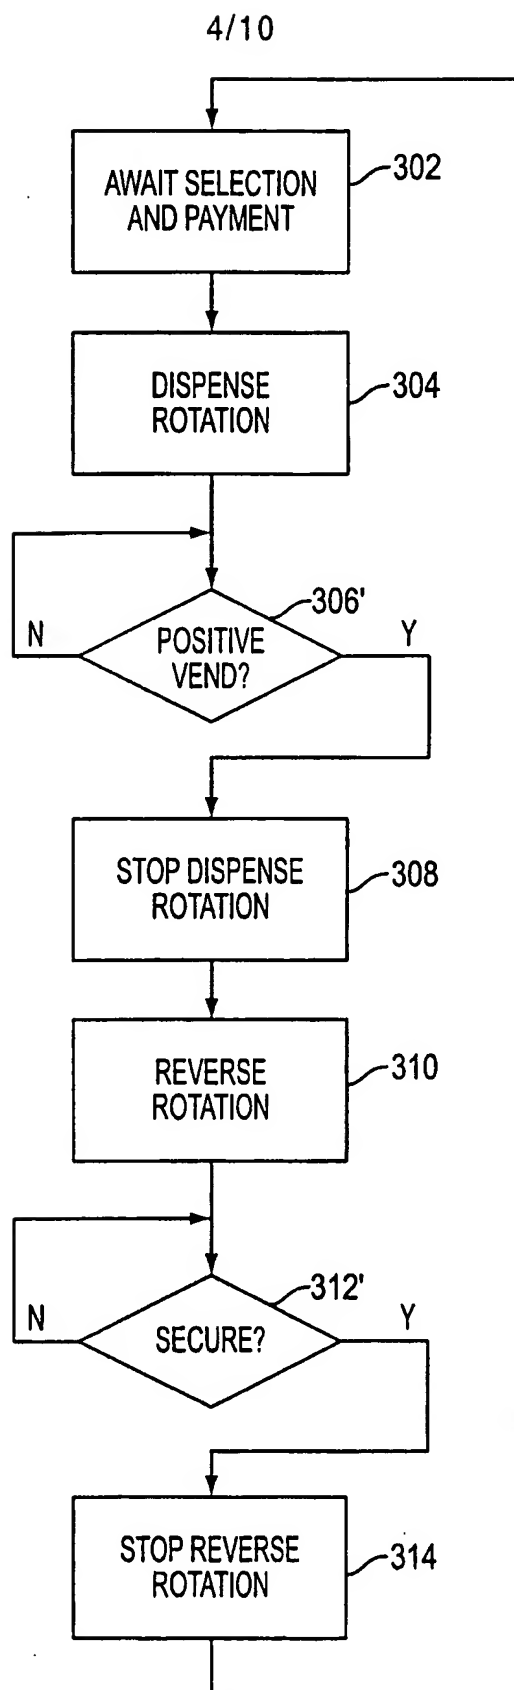 4/10
AWAIT SELECTION
AND PAYMENT
302
DISPENSE
ROTATION
304
306'
POSITIVE
VEND?
N
Y
STOP DISPENSE
ROTATION
308
REVERSE
ROTATION
310
312'
SECURE?
N
Y
STOP REVERSE
ROTATION
314